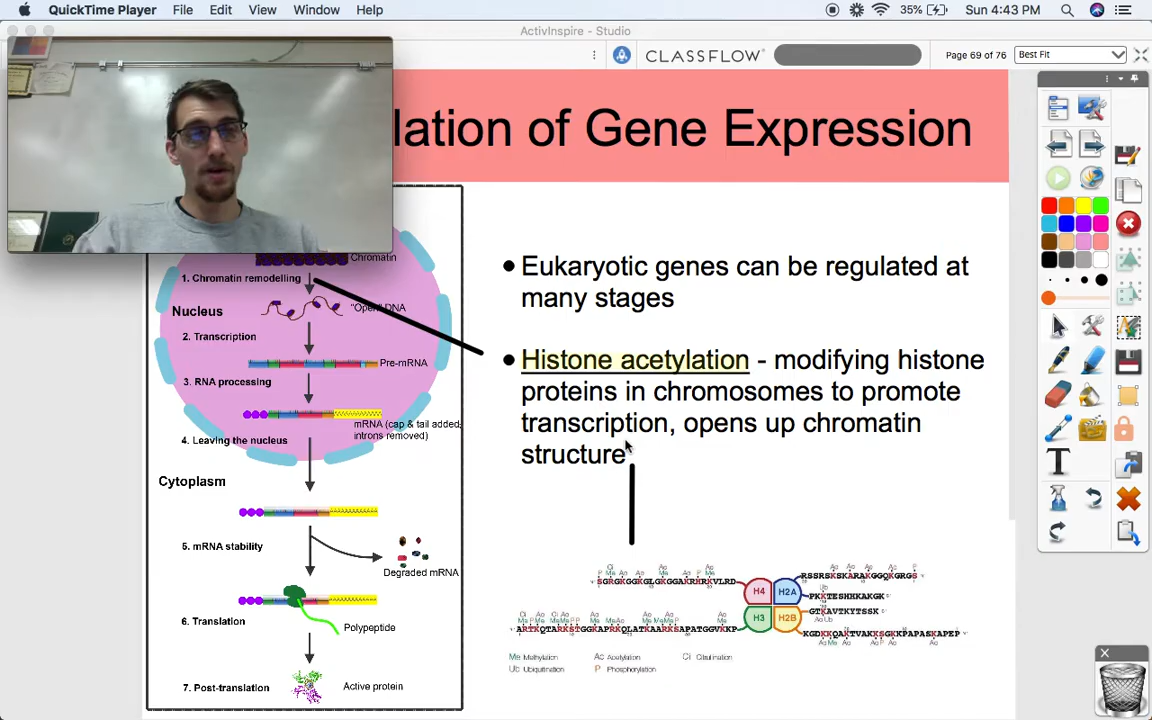 QuickTime Player File Edit View Window Help 35% Sun 4:43 PM
ActivInspire - Studio
CLASSFLOW
Page 69 of 76
Best Fit
lation of Gene Expression
Chromatin
1. Chromatin remodelling
"Open" DNA
Nucleus
2. Transcription
Pre-mRNA
3. RNA processing
mRNA (cap & tail added,
introns removed)
4. Leaving the nucleus
Cytoplasm
5. mRNA stability
Degraded mRNA
6. Translation
Polypeptide
7. Post-translation
Active protein
• Eukaryotic genes can be regulated at
many stages
• Histone acetylation - modifying histone
proteins in chromosomes to promote
transcription, opens up chromatin
structure
H4 H2A
H3 H2B
PKKTESHHKAKGK
GTKAVTKYTSSK
Me Methylation Ac Acetylation Ci Citrullination
Ub Ubiquitination P Phosphorylation
T